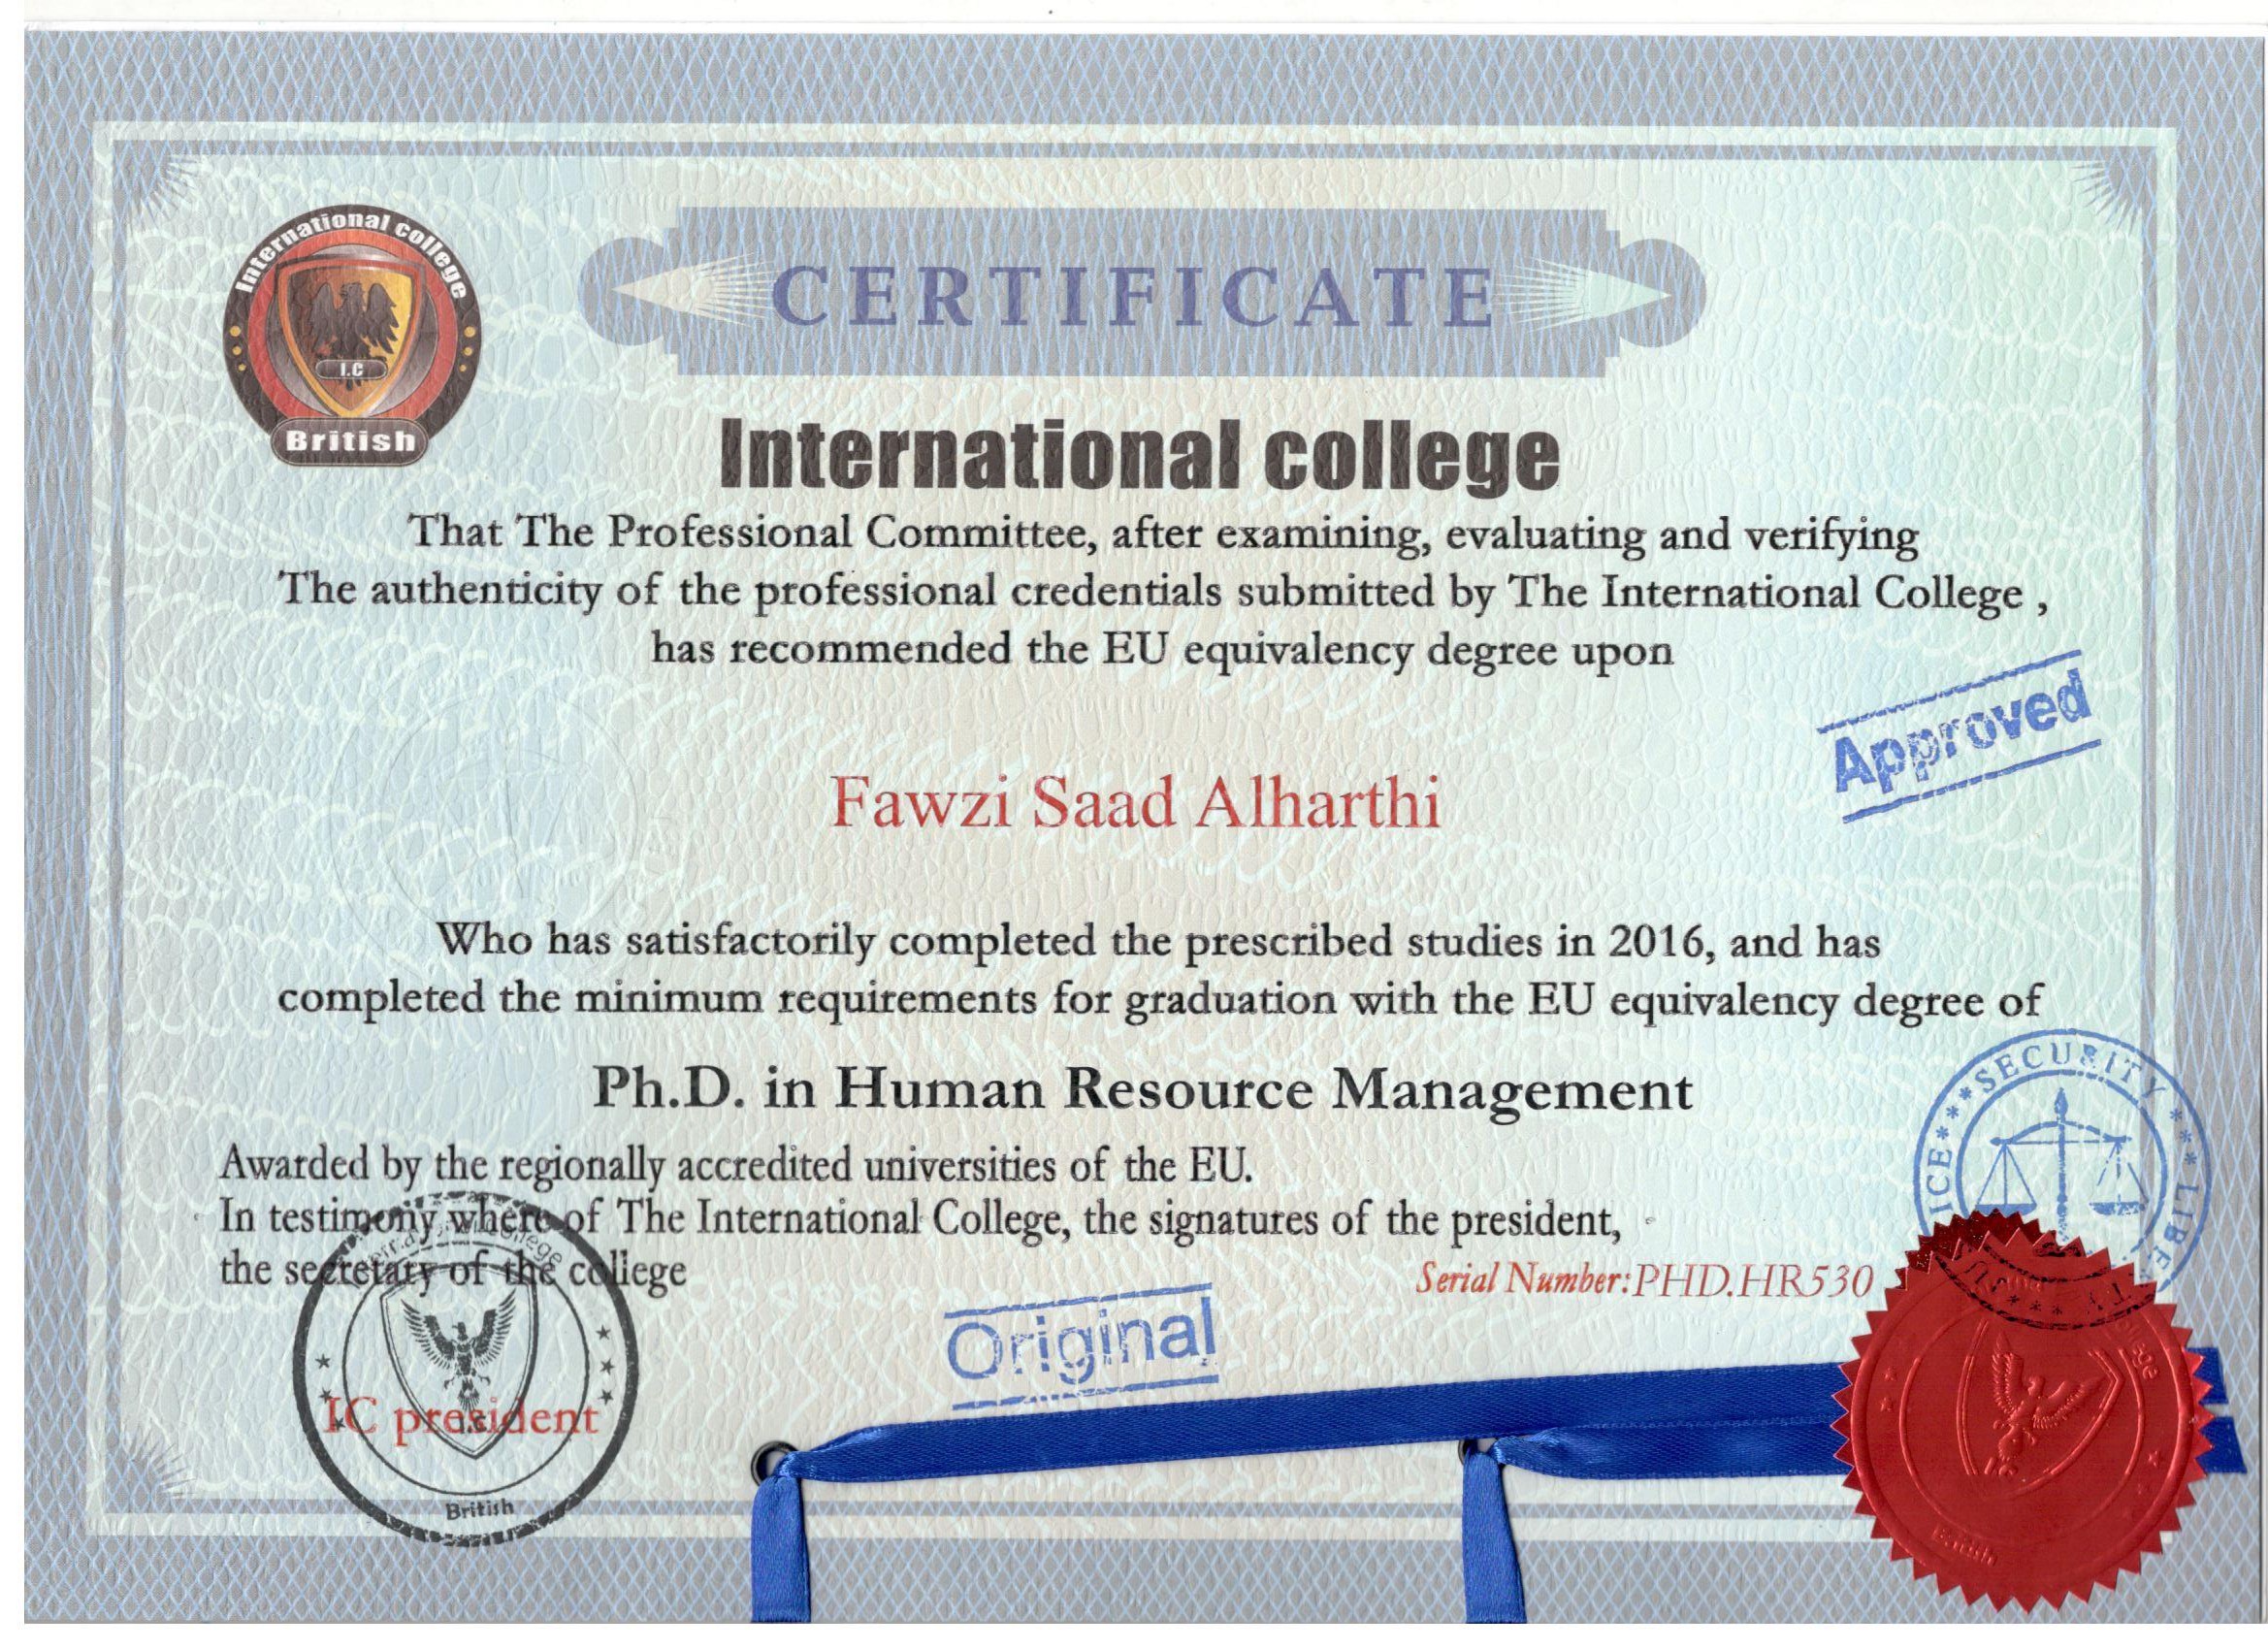 International college
I.C
British
CERTIFICATE
International college
That The Professional Committee, after examining, evaluating and verifying
The authenticity of the professional credentials submitted by The International College ,
has recommended the EU equivalency degree upon
Approved
Fawzi Saad Alharthi
Who has satisfactorily completed the prescribed studies in 2016, and has
completed the minimum requirements for graduation with the EU equivalency degree of
Ph.D. in Human Resource Management
SECURITY
Awarded by the regionally accredited universities of the EU.
In testimony where of The International College, the signatures of the president,
the secretary of the college
Serial Number:PHD.HR530
Original
IC president
I.C
British
British